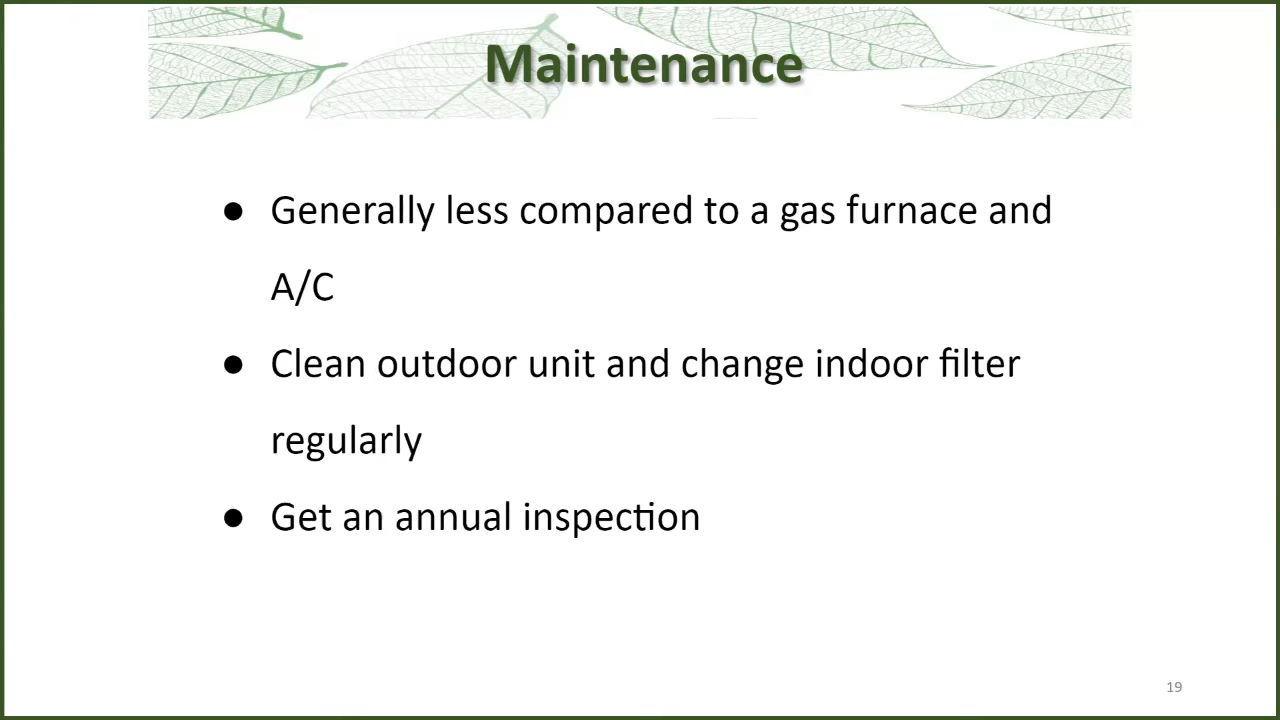 Maintenance
● Generally less compared to a gas furnace and
A/C
● Clean outdoor unit and change indoor filter
regularly
● Get an annual inspection
19